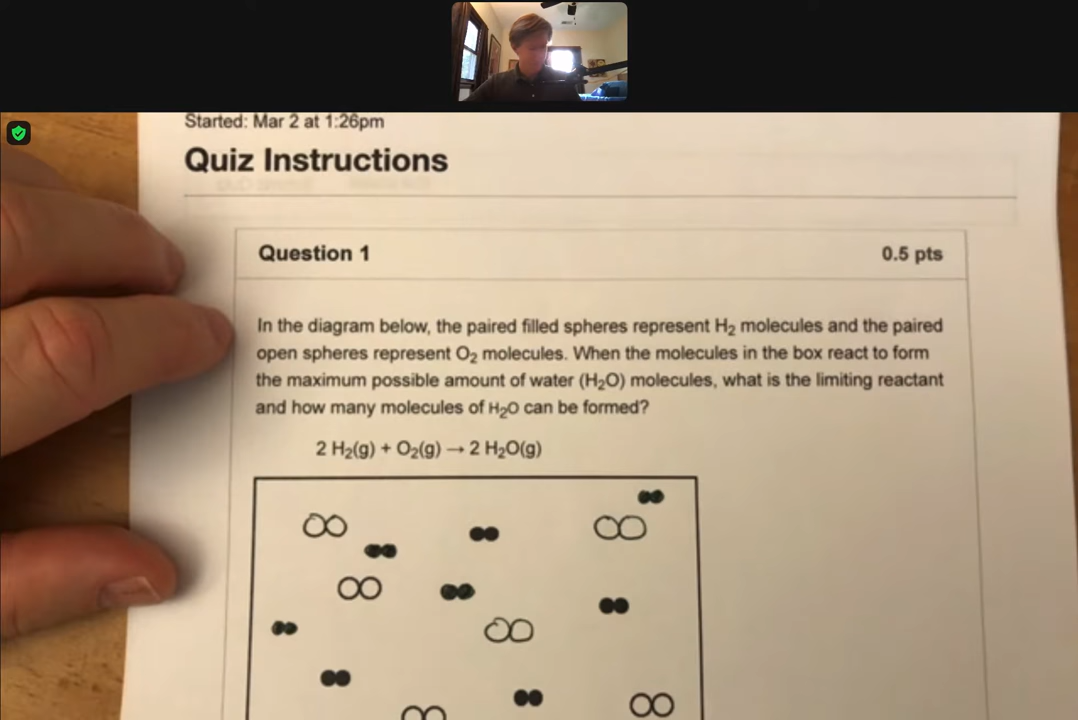 Started: Mar 2 at 1:26pm
Quiz Instructions
Question 1
0.5 pts
In the diagram below, the paired filled spheres represent H₂ molecules and the paired
open spheres represent O₂ molecules. When the molecules in the box react to form
the maximum possible amount of water (H₂O) molecules, what is the limiting reactant
and how many molecules of H₂O can be formed?
2 H₂(g) + O₂(g) → 2 H₂O(g)